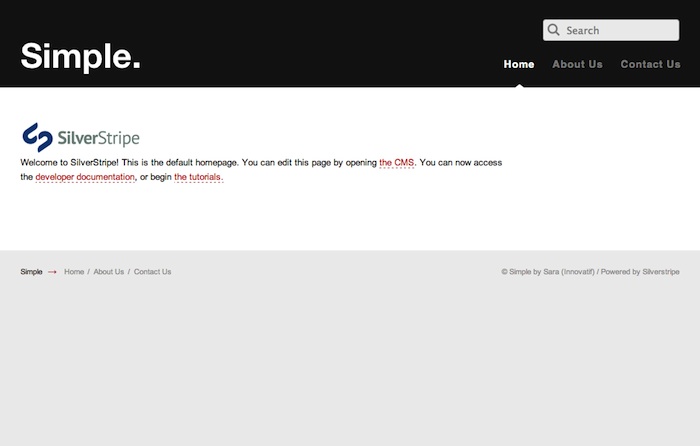 Search
Simple.
Home About Us Contact Us
SilverStripe
Welcome to SilverStripe! This is the default homepage. You can edit this page by opening the CMS. You can now access
the developer documentation, or begin the tutorials.
Simple → Home / About Us / Contact Us
© Simple by Sara (Innovatif) / Powered by Silverstripe